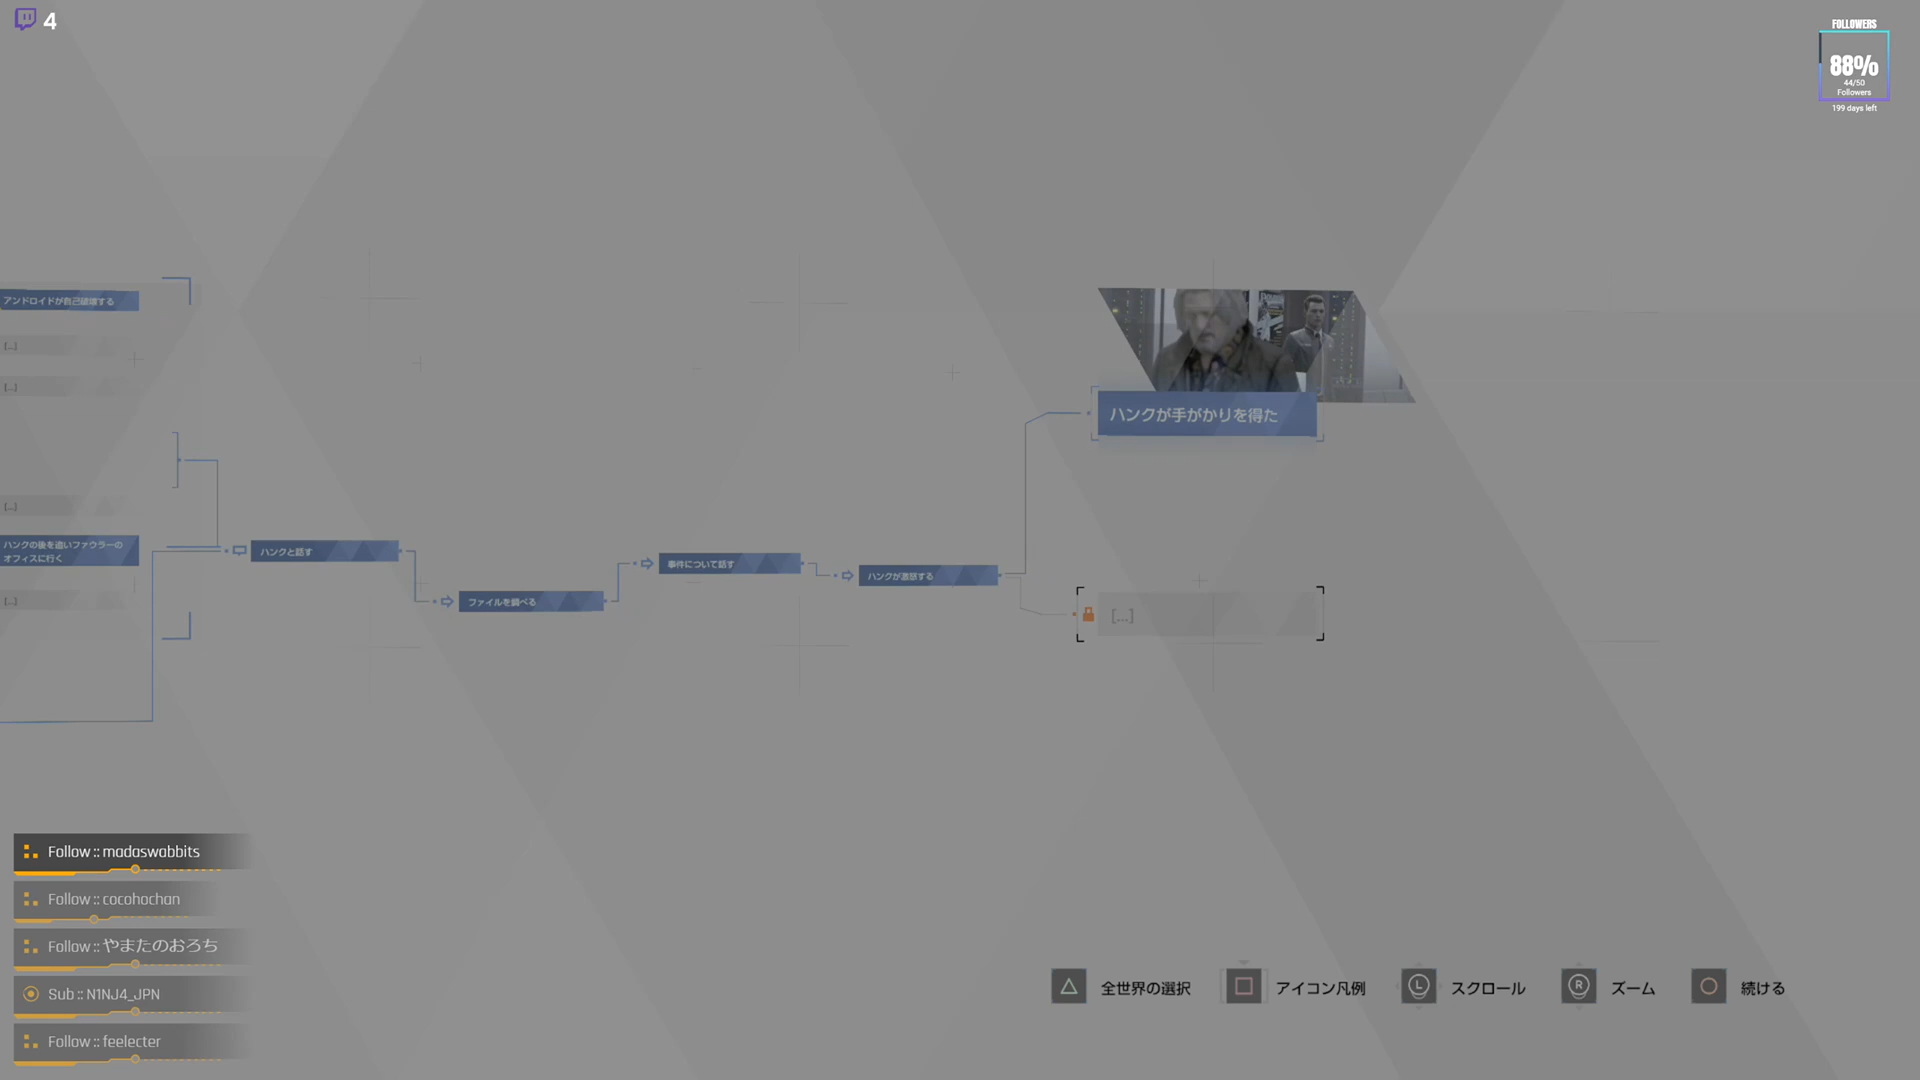 4
FOLLOWERS
88%
44/50
Followers
199 days left
アンドロイドが自己破壊する
[...]
[...]
[...]
ハンクの後を追いファウラーの
オフィスに行く
[...]
ハンクと話す
ファイルを調べる
事件について話す
ハンクが激怒する
ハンクが手がかりを得た
[...]
Follow :: madaswabbits
Follow :: cocohochan
Follow :: やまたのおろち
Sub :: N1NJ4_JPN
Follow :: feelecter
全世界の選択
アイコン凡例
L
スクロール
R
ズーム
続ける